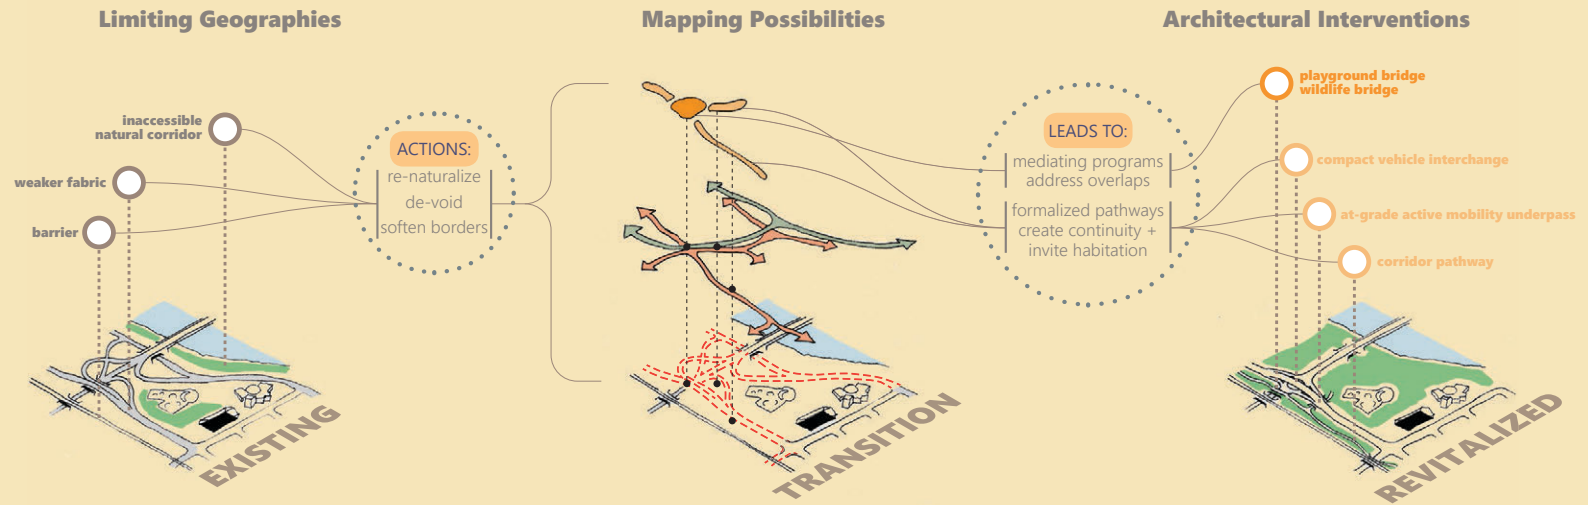 Limiting Geographies
Mapping Possibilities
Architectural Interventions
inaccessible
natural corridor
weaker fabric
barrier
ACTIONS:
re-naturalize
de-void
soften borders
LEADS TO:
mediating programs
address overlaps
formalized pathways
create continuity +
invite habitation
playground bridge
wildlife bridge
compact vehicle interchange
at-grade active mobility underpass
corridor pathway
EXISTING
TRANSITION
REVITALIZED